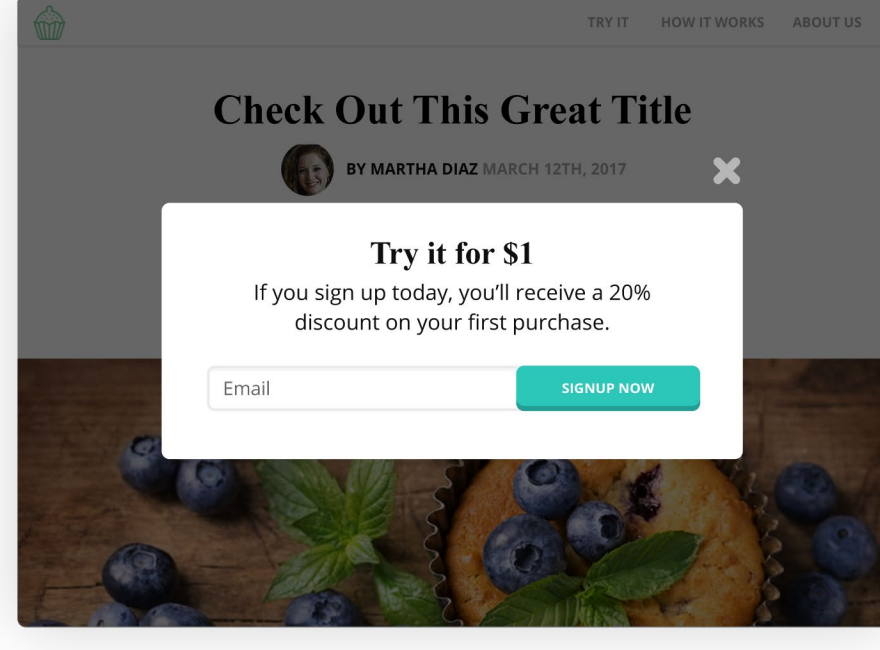 TRY IT HOW IT WORKS ABOUT US
Check Out This Great Title
BY MARTHA DIAZ MARCH 12TH, 2017
Try it for $1
If you sign up today, you’ll receive a 20%
discount on your first purchase.
Email SIGNUP NOW